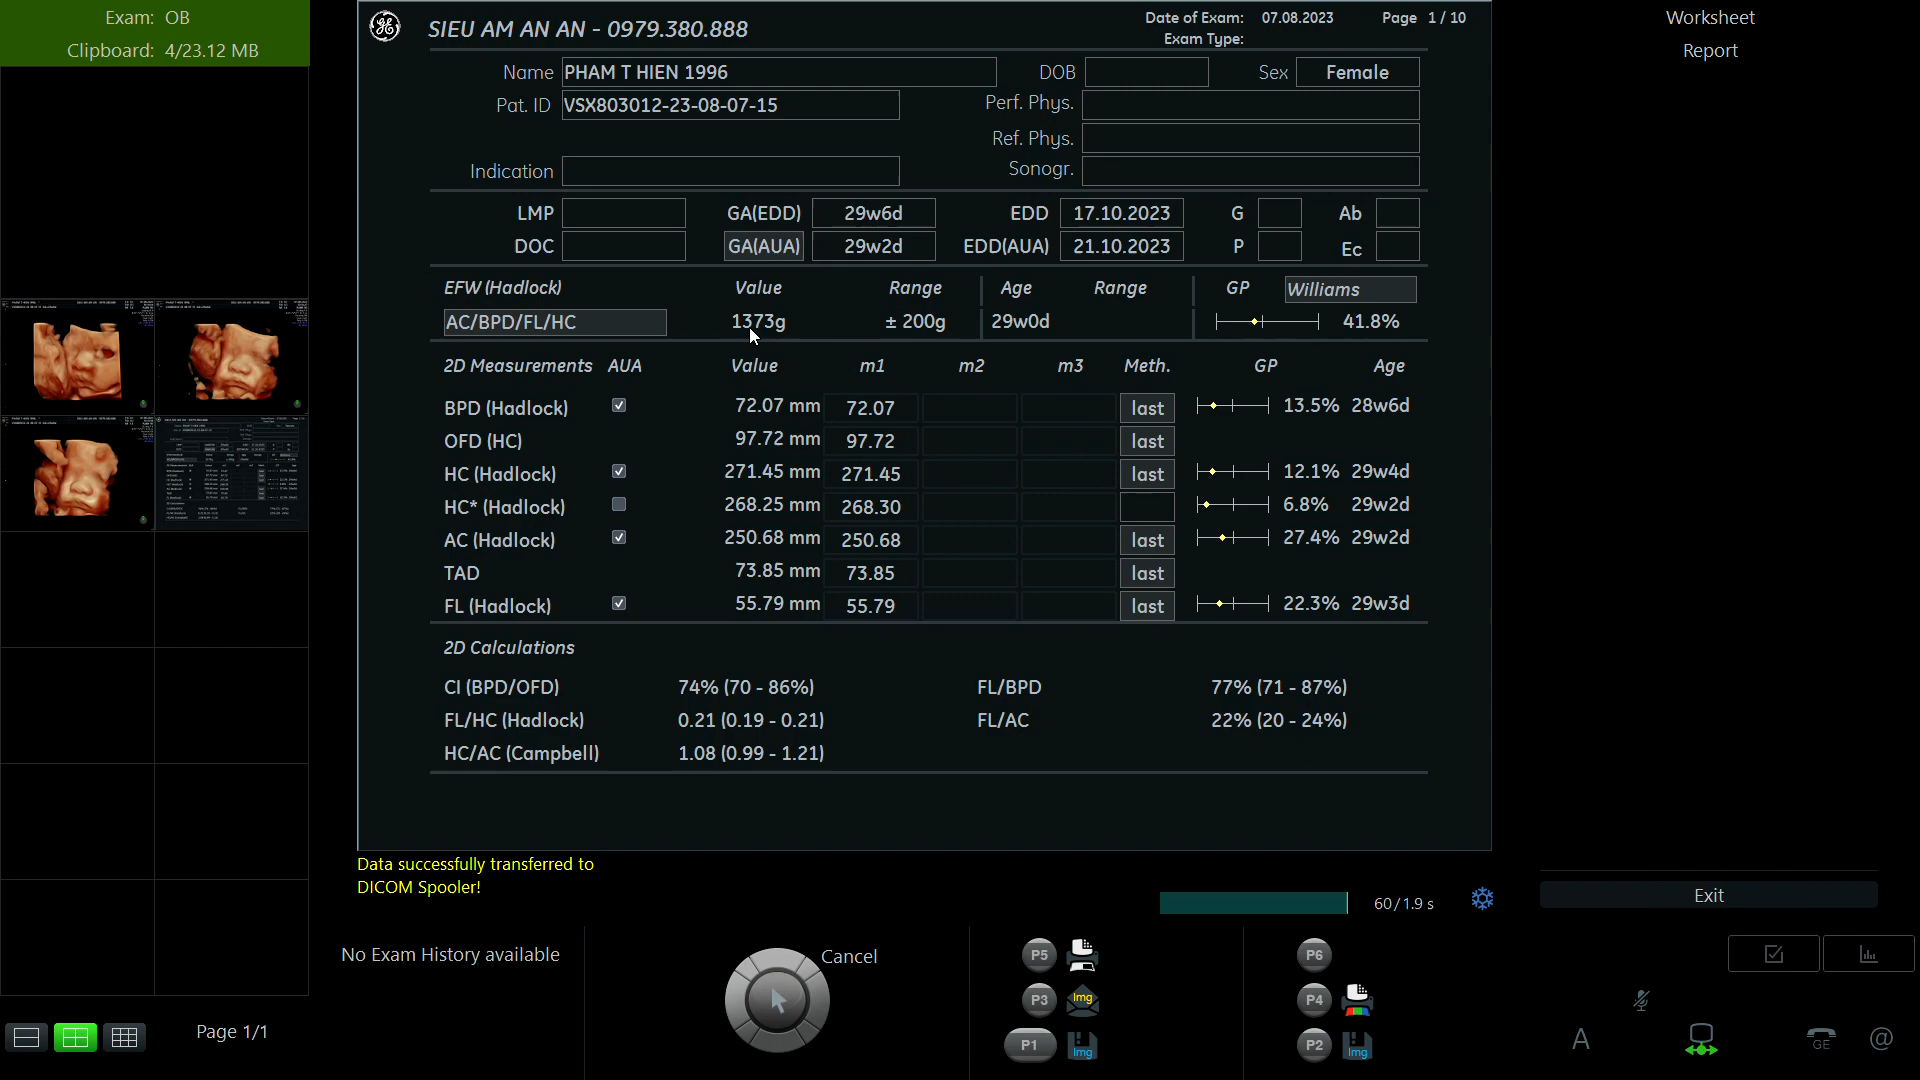 Exam: OB
Clipboard: 4/23.12 MB
SIEU AM AN AN - 0979.380.888
Date of Exam: 07.08.2023 Page 1 / 10
Exam Type:
Name PHAM T HIEN 1996 DOB Sex Female
Pat. ID VSX803012-23-08-07-15 Perf. Phys.
Ref. Phys.
Indication Sonogr.
LMP GA(EDD) 29w6d EDD 17.10.2023 G Ab
DOC GA(AUA) 29w2d EDD(AUA) 21.10.2023 P Ec
EFW (Hadlock) Value Range Age Range GP Williams
AC/BPD/FL/HC 1373g ± 200g 29w0d 41.8%
2D Measurements AUA Value m1 m2 m3 Meth. GP Age
BPD (Hadlock) 72.07 mm 72.07 last 13.5% 28w6d
OFD (HC) 97.72 mm 97.72 last
HC (Hadlock) 271.45 mm 271.45 last 12.1% 29w4d
HC* (Hadlock) 268.25 mm 268.30 6.8% 29w2d
AC (Hadlock) 250.68 mm 250.68 last 27.4% 29w2d
TAD 73.85 mm 73.85 last
FL (Hadlock) 55.79 mm 55.79 last 22.3% 29w3d
2D Calculations
CI (BPD/OFD) 74% (70 - 86%) FL/BPD 77% (71 - 87%)
FL/HC (Hadlock) 0.21 (0.19 - 0.21) FL/AC 22% (20 - 24%)
HC/AC (Campbell) 1.08 (0.99 - 1.21)
Worksheet
Report
Data successfully transferred to
DICOM Spooler!
60/1.9 s
Exit
No Exam History available
Cancel
P5 P6
P3 Img P4
P1 Img P2 Img
Page 1/1
A GE @